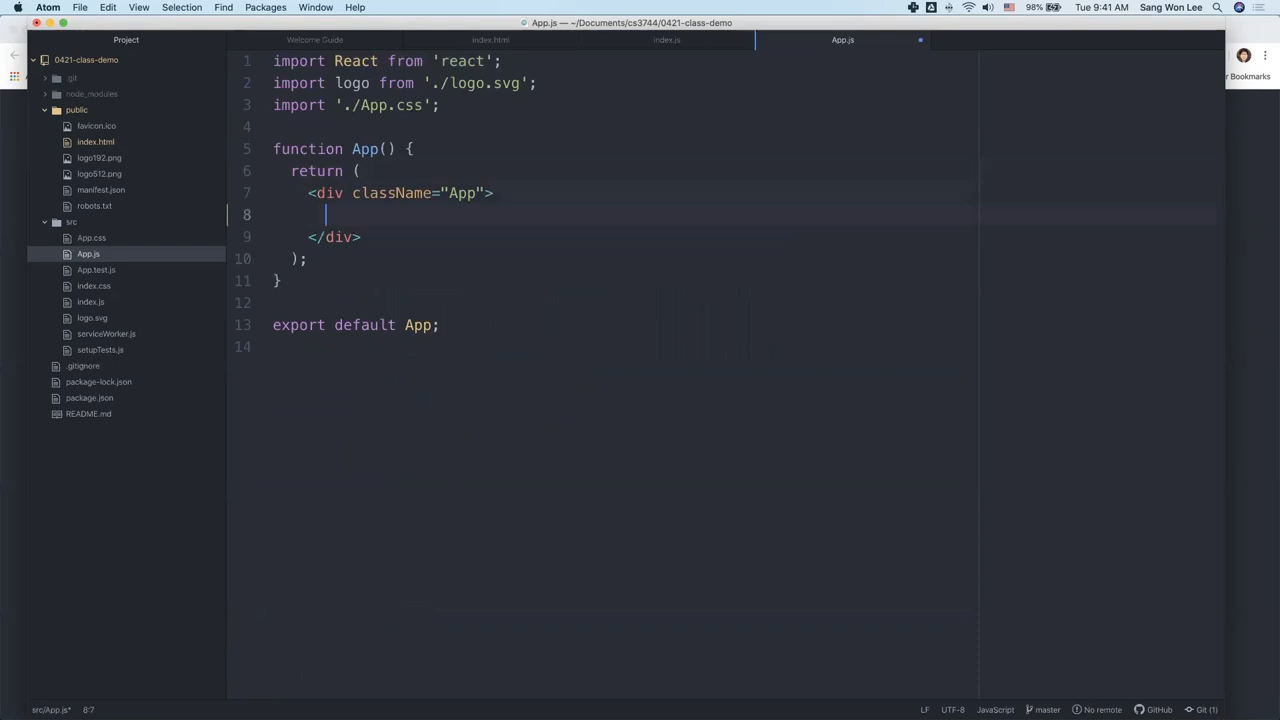 Atom File Edit View Selection Find Packages Window Help 98% Tue 9:41 AM Sang Won Lee
App.js — ~/Documents/cs3744/0421-class-demo
Project Welcome Guide index.html index.js App.js
0421-class-demo
.git
node_modules
public
favicon.ico
index.html
logo192.png
logo512.png
manifest.json
robots.txt
src
App.css
App.js
App.test.js
index.css
index.js
logo.svg
serviceWorker.js
setupTests.js
.gitignore
package-lock.json
package.json
README.md
1 import React from 'react';
2 import logo from './logo.svg';
3 import './App.css';
4
5 function App() {
6 return (
7 <div className="App">
8
9 </div>
10 );
11 }
12
13 export default App;
14
r Bookmarks
src/App.js* 8:7 LF UTF-8 JavaScript master No remote GitHub Git (1)